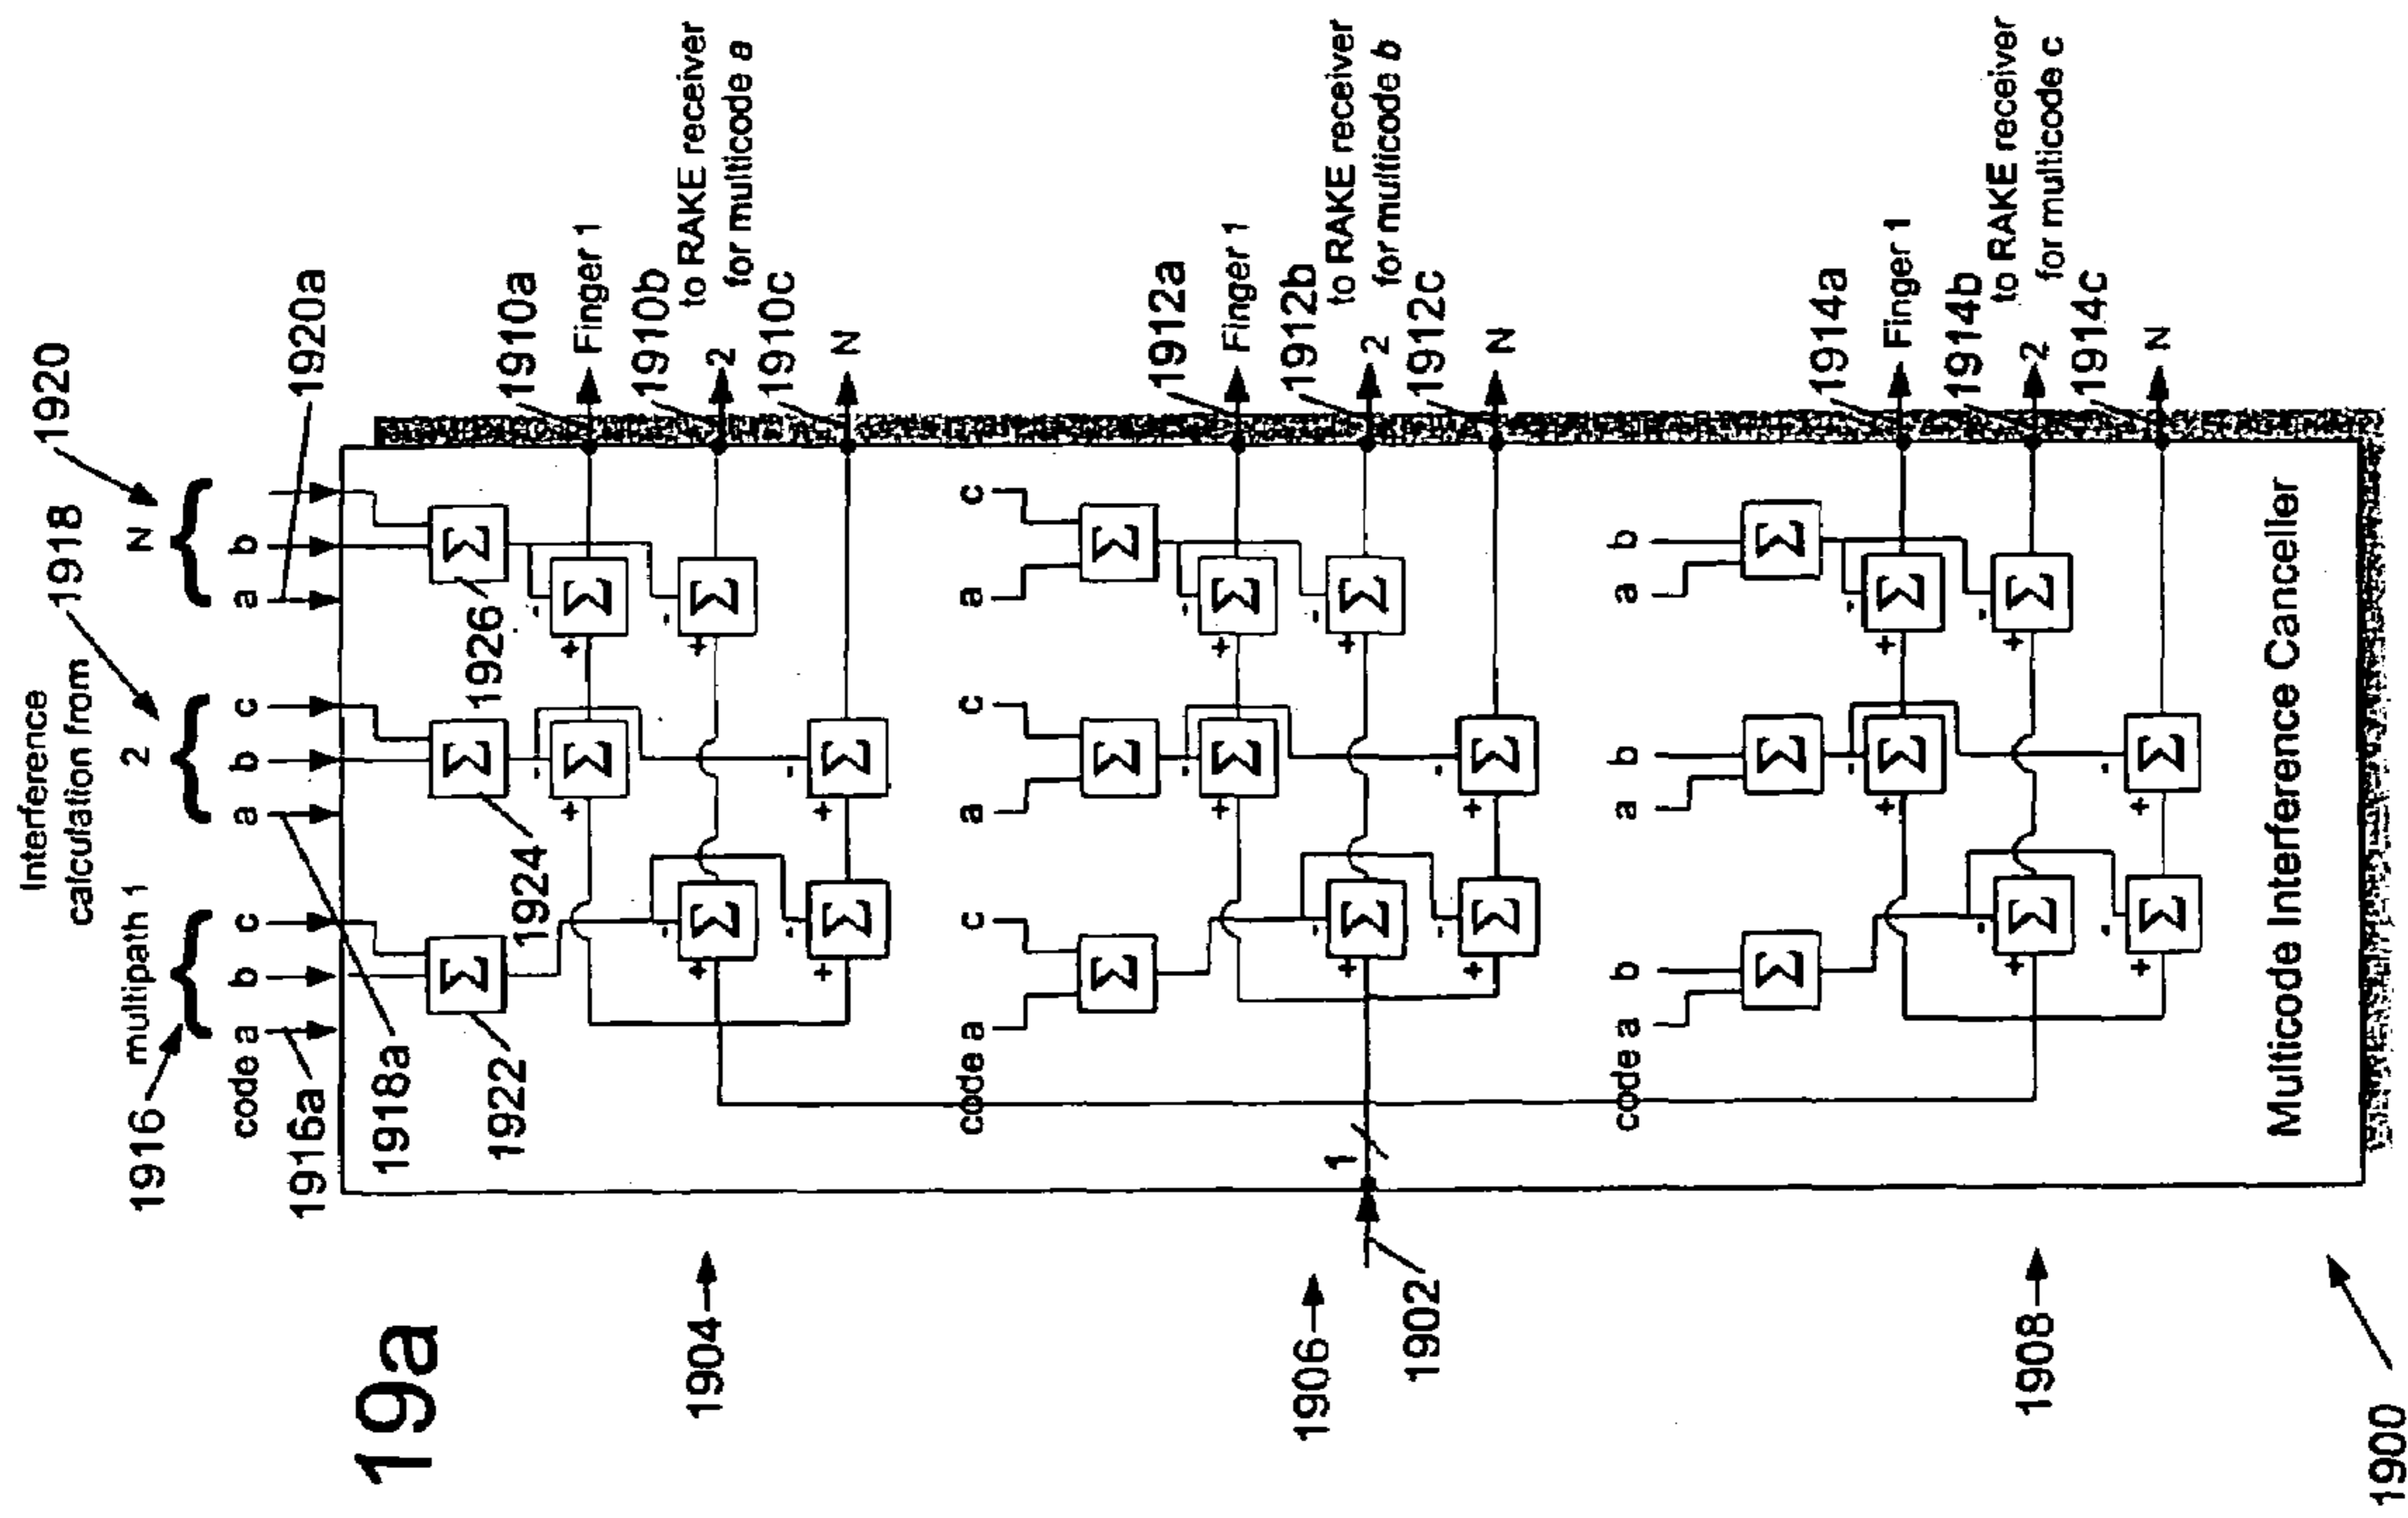 19a
Interference
calculation from
multipath 1
2
N
1916
1918
1920
code a b c
a b c
a b
1916a
1918a
1920a
1922
1924
1926
Σ Σ Σ
- Σ - Σ
+ +
- Σ - Σ
+ +
- Σ - Σ
+ +
1904
1910a
Finger 1
1910b
2
to RAKE receiver
for multicode a
1910c
N
code a c
a c
a c
Σ Σ Σ
- Σ - Σ
+ +
- Σ - Σ
+ +
- Σ - Σ
+ +
1906
1902
1
1912a
Finger 1
1912b
2
to RAKE receiver
for multicode b
1912c
N
code a b
a b
a b
Σ Σ Σ
- Σ - Σ
+ +
- Σ - Σ
+ +
- Σ - Σ
+ +
1908
1914a
Finger 1
1914b
2
to RAKE receiver
for multicode c
1914c
N
Multicode Interference Canceller
1900